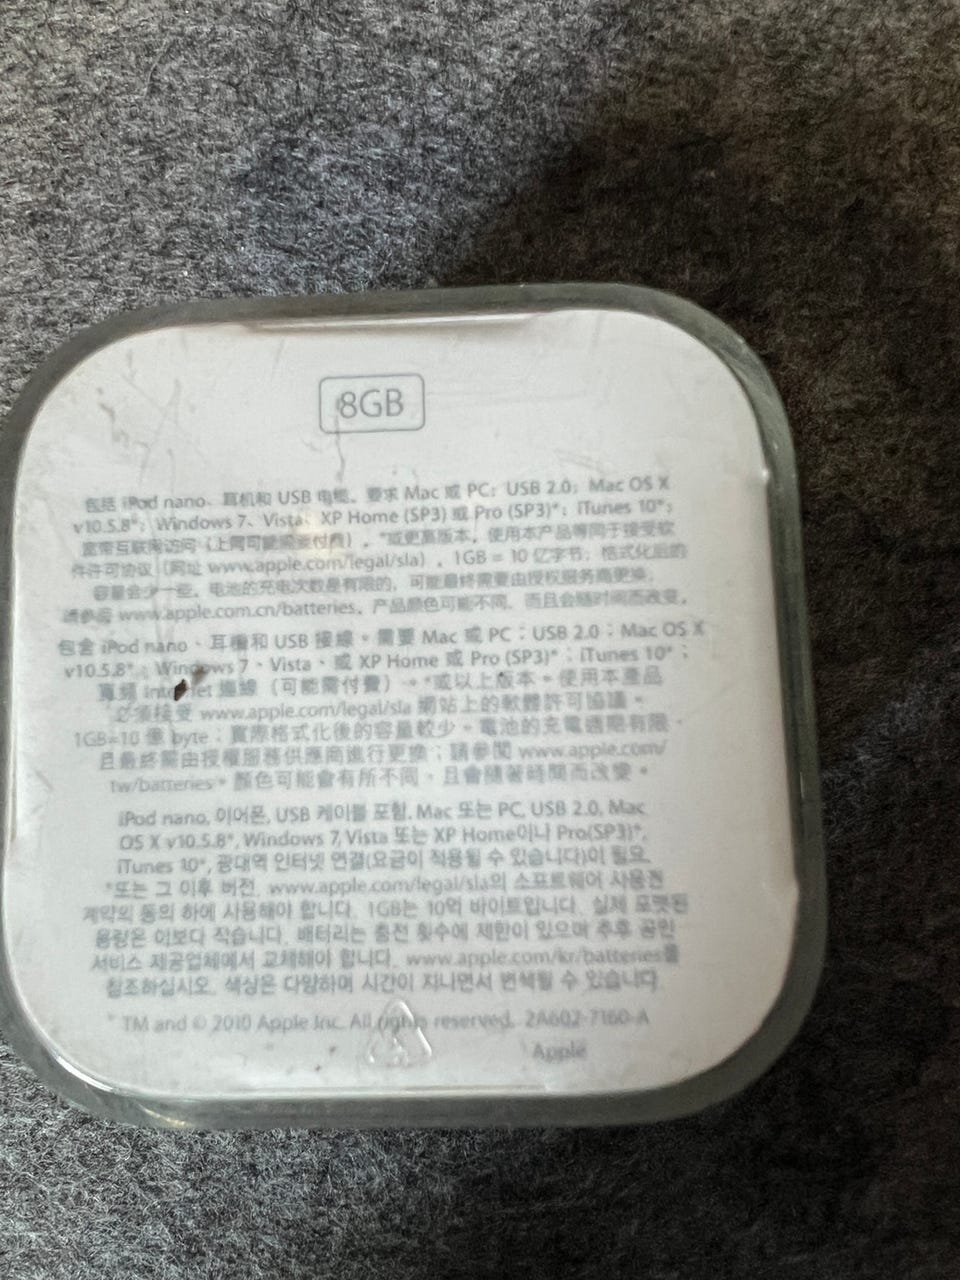 8GB
包括 iPod nano、耳机和 USB 电缆。要求 Mac 或 PC；USB 2.0；Mac OS X
v10.5.8*；Windows 7、Vista、XP Home (SP3) 或 Pro (SP3)*；iTunes 10*；
宽带互联网访问（上网可能需要付费）。*或更高版本。使用本产品等同于接受软
件许可协议（网址 www.apple.com/legal/sla）。1GB = 10 亿字节；格式化后的
容量会少一些。电池的充电次数是有限的，可能最终需要由授权服务商更换，
请参阅 www.apple.com.cn/batteries。产品颜色可能不同，而且会随时间而改变。
包含 iPod nano、耳機和 USB 接線。需要 Mac 或 PC；USB 2.0；Mac OS X
v10.5.8*；Windows 7、Vista、或 XP Home 或 Pro (SP3)*；iTunes 10*；
寬頻 Internet 連線（可能需付費）。*或以上版本。使用本產品
必須接受 www.apple.com/legal/sla 網站上的軟體許可協議。
1GB=10 億 byte；實際格式化後的容量較少。電池的充電週期有限，
且最終需由授權服務供應商進行更換；請參閱 www.apple.com/
tw/batteries。顏色可能會有所不同，且會隨著時間而改變。
iPod nano, 이어폰, USB 케이블 포함. Mac 또는 PC, USB 2.0, Mac
OS X v10.5.8*, Windows 7, Vista 또는 XP Home이나 Pro(SP3)*,
iTunes 10*, 광대역 인터넷 연결(요금이 적용될 수 있습니다)이 필요.
*또는 그 이후 버전. www.apple.com/legal/sla의 소프트웨어 사용권
계약의 동의 하에 사용해야 합니다. 1GB는 10억 바이트입니다. 실제 포맷된
용량은 이보다 작습니다. 배터리는 충전 횟수에 제한이 있으며 추후 공인
서비스 제공업체에서 교체해야 합니다. www.apple.com/kr/batteries를
참조하십시오. 색상은 다양하며 시간이 지나면서 변색될 수 있습니다.
TM and © 2010 Apple Inc. All rights reserved. 2A602-7160-A
Apple